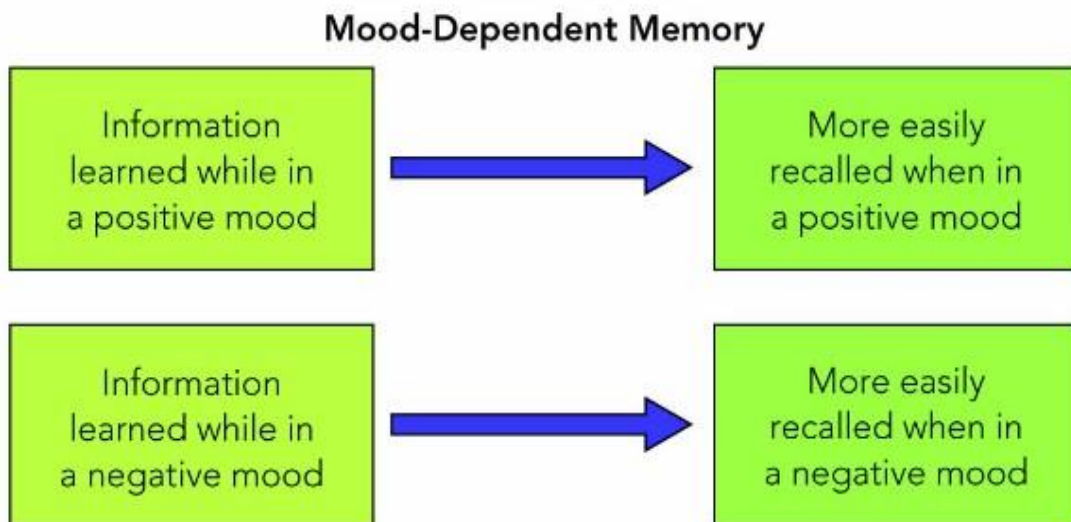 Mood-Dependent Memory
Information
learned while in
a positive mood
More easily
recalled when in
a positive mood
Information
learned while in
a negative mood
More easily
recalled when in
a negative mood